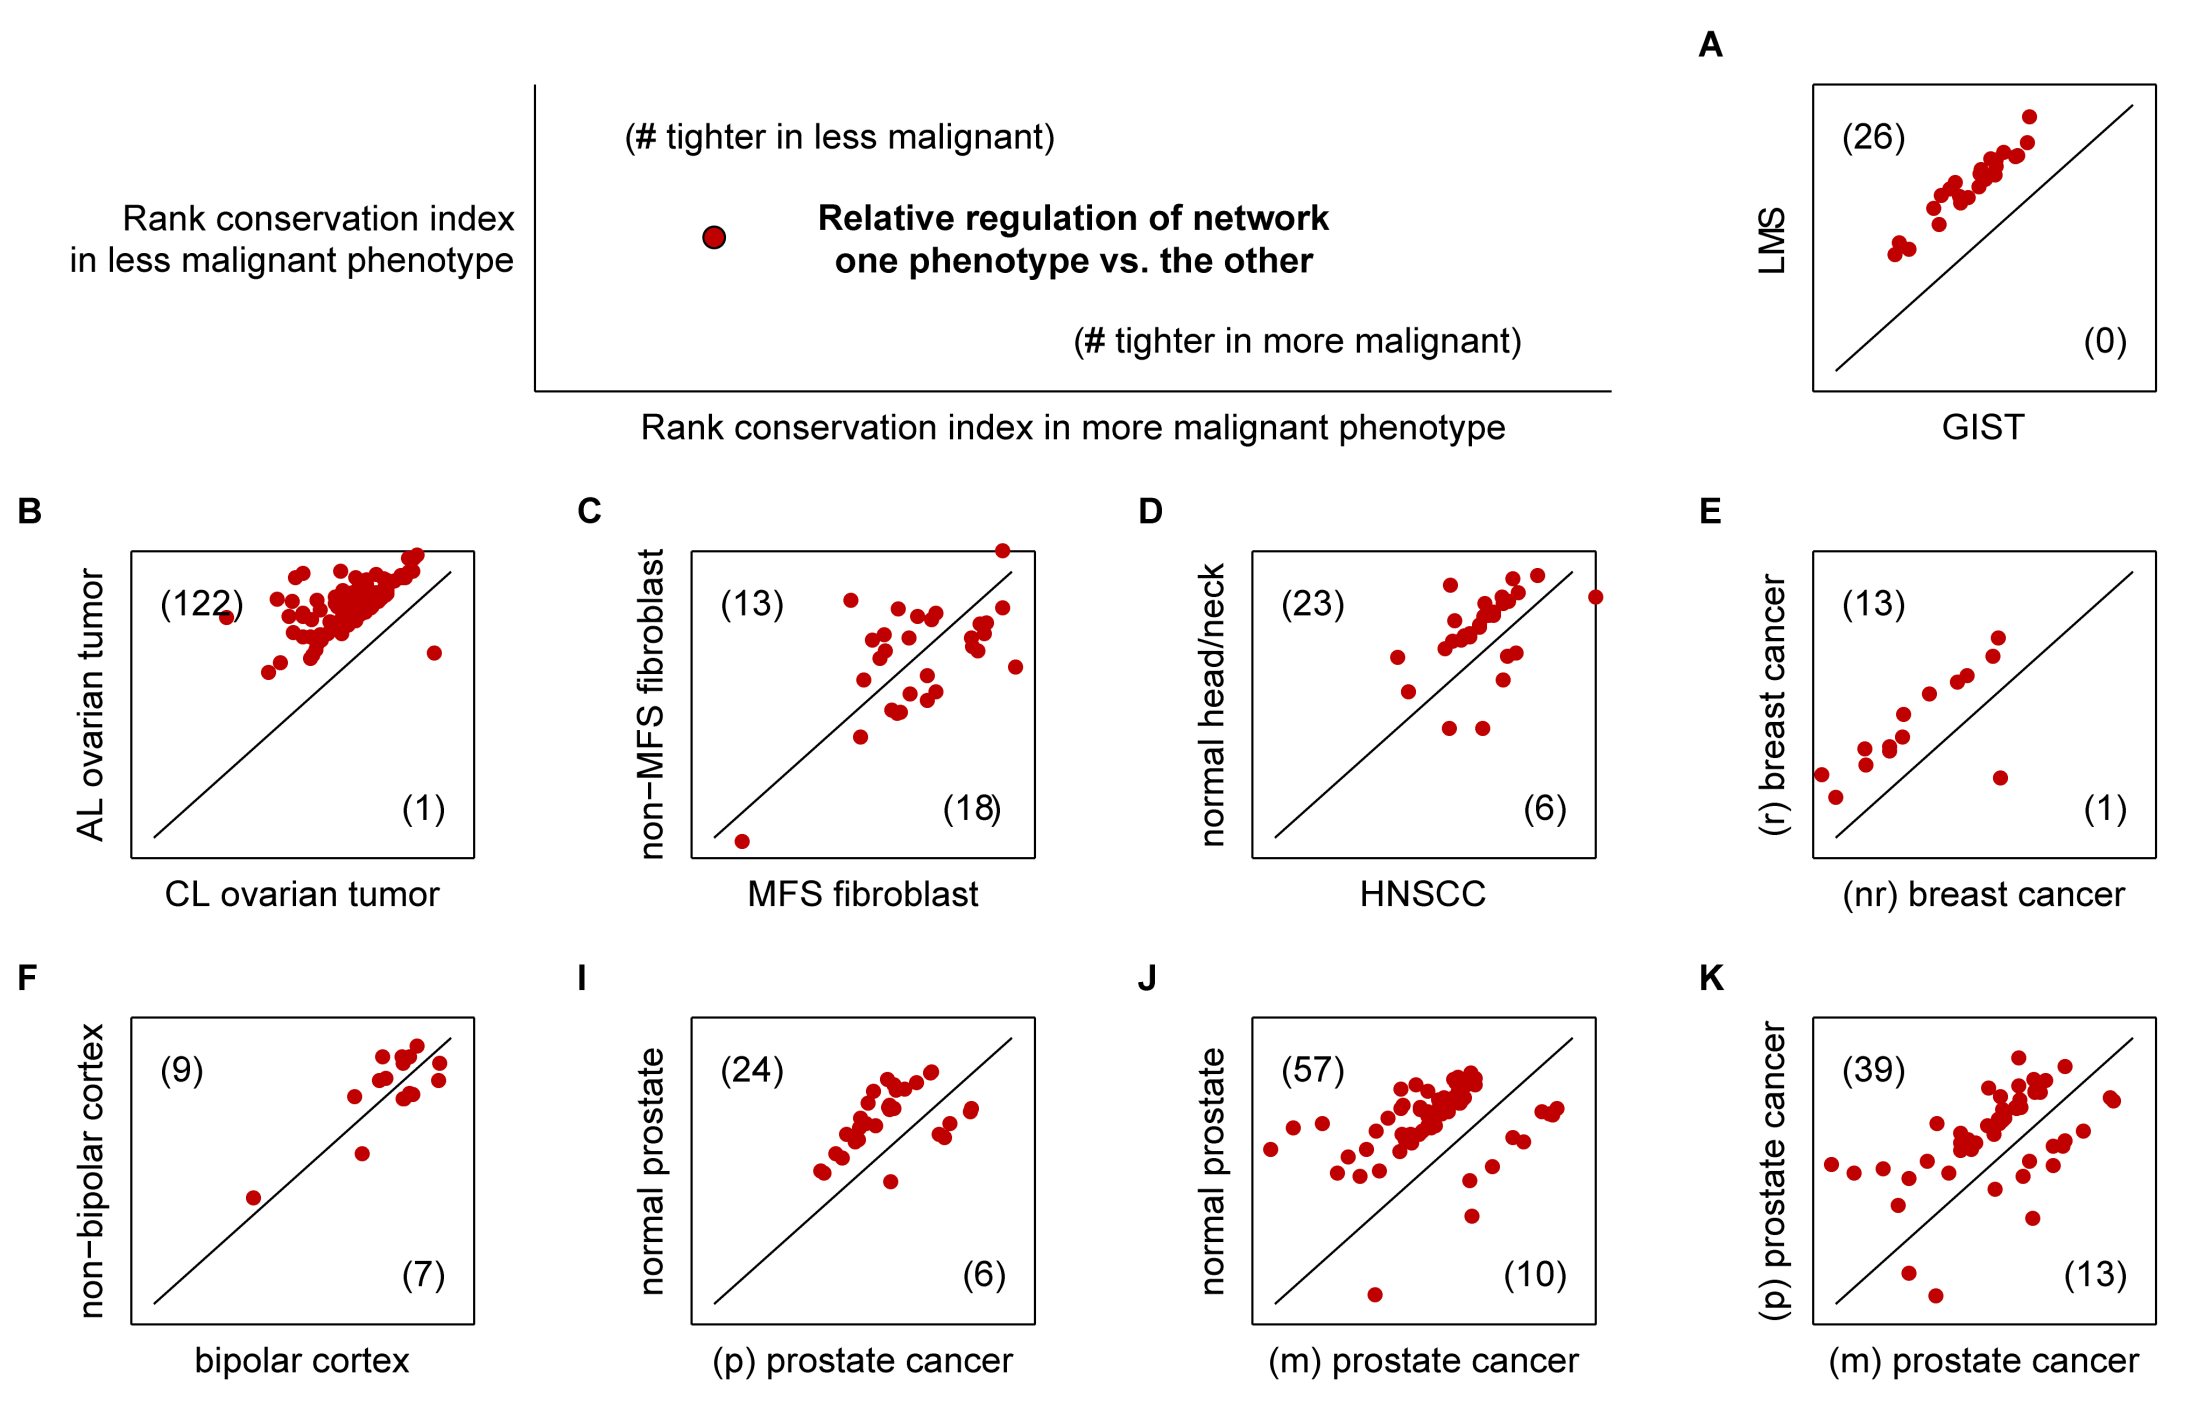 A
(# tighter in less malignant)
Rank conservation index
in less malignant phenotype
Relative regulation of network
one phenotype vs. the other
(# tighter in more malignant)
Rank conservation index in more malignant phenotype
(26)
LMS
(0)
GIST
B
(122)
AL ovarian tumor
(1)
CL ovarian tumor
C
(13)
non−MFS fibroblast
(18)
MFS fibroblast
D
(23)
normal head/neck
(6)
HNSCC
E
(13)
(r) breast cancer
(1)
(nr) breast cancer
F
(9)
non−bipolar cortex
(7)
bipolar cortex
I
(24)
normal prostate
(6)
(p) prostate cancer
J
(57)
normal prostate
(10)
(m) prostate cancer
K
(39)
(p) prostate cancer
(13)
(m) prostate cancer